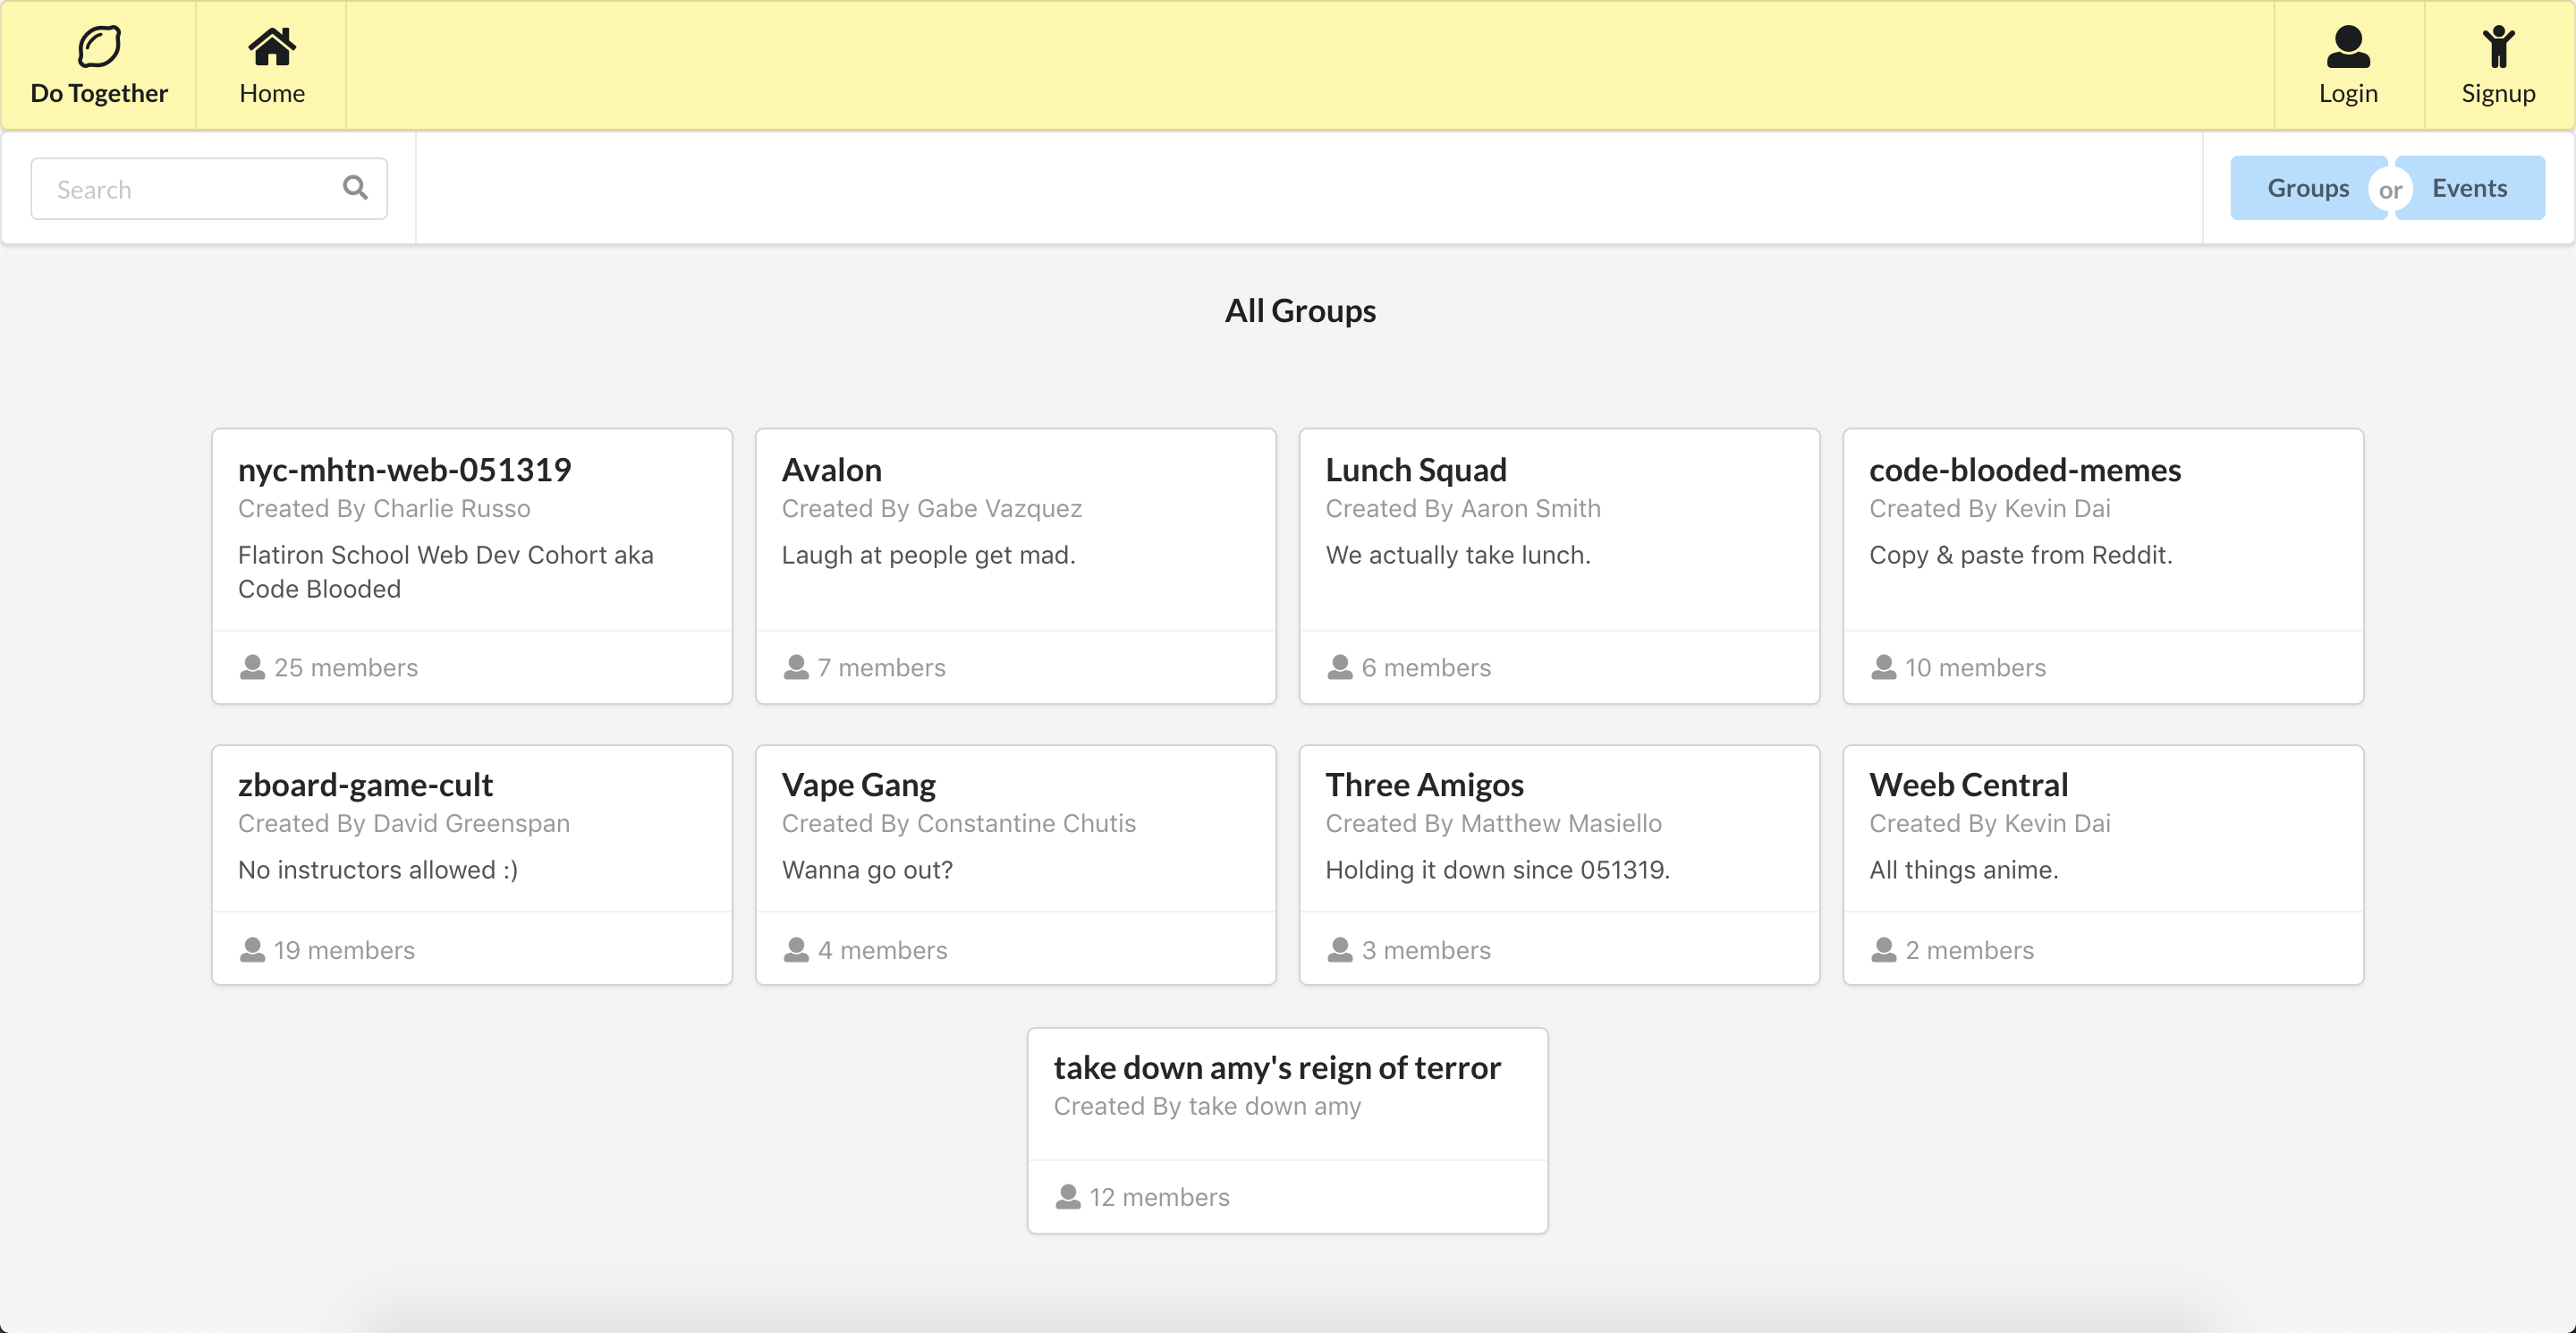 Do Together
Home
Login
Signup
Search
Groups or Events
All Groups
nyc-mhtn-web-051319
Created By Charlie Russo
Flatiron School Web Dev Cohort aka
Code Blooded
25 members
Avalon
Created By Gabe Vazquez
Laugh at people get mad.
7 members
Lunch Squad
Created By Aaron Smith
We actually take lunch.
6 members
code-blooded-memes
Created By Kevin Dai
Copy & paste from Reddit.
10 members
zboard-game-cult
Created By David Greenspan
No instructors allowed :)
19 members
Vape Gang
Created By Constantine Chutis
Wanna go out?
4 members
Three Amigos
Created By Matthew Masiello
Holding it down since 051319.
3 members
Weeb Central
Created By Kevin Dai
All things anime.
2 members
take down amy's reign of terror
Created By take down amy
12 members